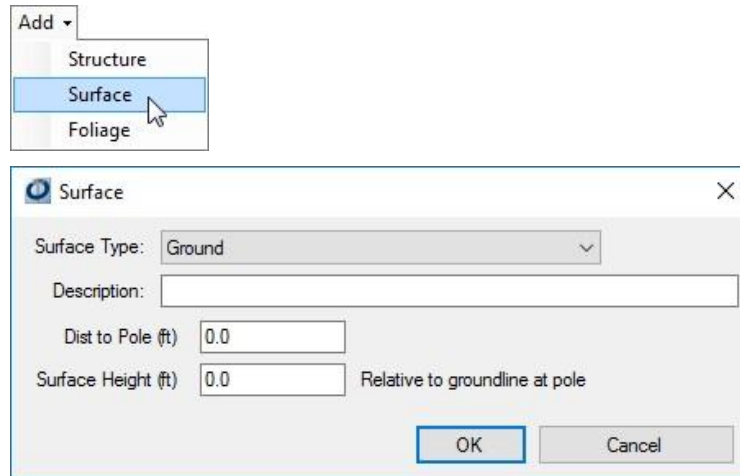 Add
Structure
Surface
Foliage
Surface
Surface Type: Ground
Description:
Dist to Pole (ft) 0.0
Surface Height (ft) 0.0 Relative to groundline at pole
OK Cancel